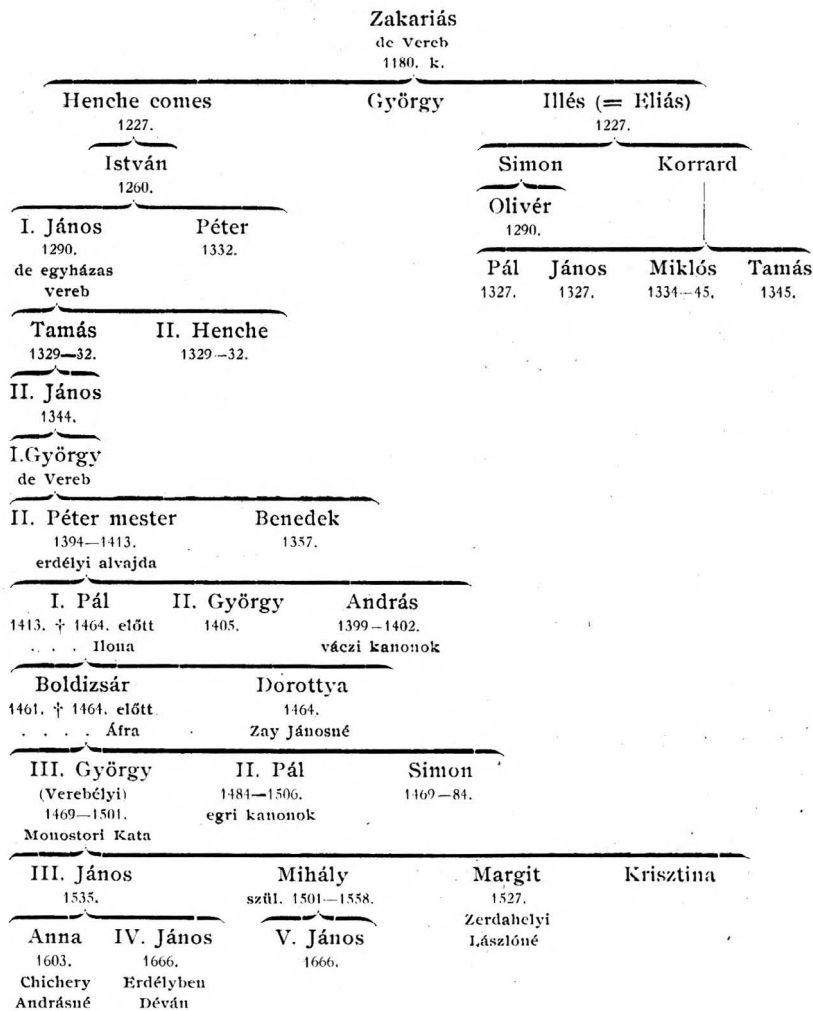 Zakariás
de Vereb
1180. k.
Henche comes György Illés (= Eliás)
1227. 1227.
István Simon Korrard
1260. Olivér
I. János Péter 1290.
1290. 1332. Pál János Miklós Tamás
de egyházas 1327. 1327. 1334—45. 1345.
vereb
Tamás II. Henche
1329—32. 1329—32.
II. János
1344.
I. György
de Vereb
II. Péter mester Benedek
1394—1413. 1357.
erdélyi alvajda
I. Pál II. György András
1413. † 1464. előtt 1405. 1399—1402.
. . . Ilona váczi kanonok
Boldizsár Dorottya
1461. † 1464. előtt 1464.
. . . . Áfra Zay Jánosné
III. György II. Pál Simon
(Verebélyi) 1484—1506. 1469—84.
1469—1501. egri kanonok
Monostori Kata
III. János Mihály Margit Krisztina
1535. szül. 1501—1558. 1527.
Anna IV. János V. János Zerdahelyi
1603. 1666. 1666. Lászlóné
Chichery Erdélyben
Andrásné Déván